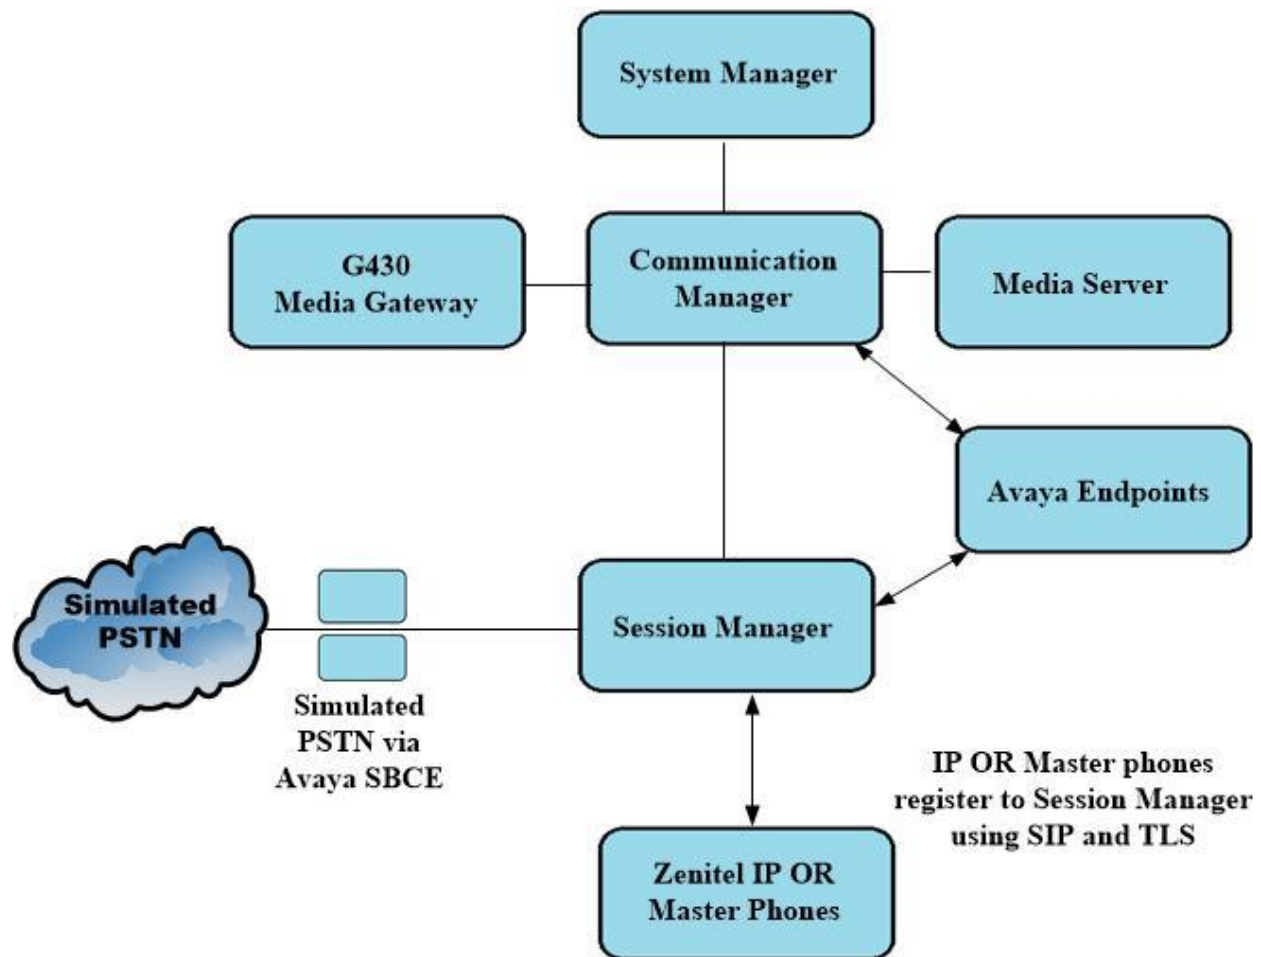 System Manager
G430
Media Gateway
Communication
Manager
Media Server
Avaya Endpoints
Simulated
PSTN
Session Manager
Simulated
PSTN via
Avaya SBCE
IP OR Master phones
register to Session Manager
using SIP and TLS
Zenitel IP OR
Master Phones